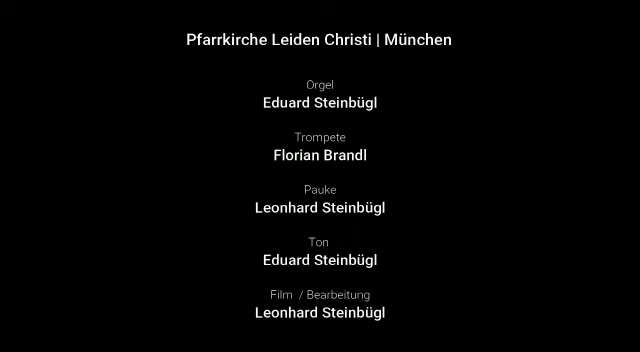 Pfarrkirche Leiden Christi | München
Orgel
Eduard Steinbügl
Trompete
Florian Brandl
Pauke
Leonhard Steinbügl
Ton
Eduard Steinbügl
Film / Bearbeitung
Leonhard Steinbügl